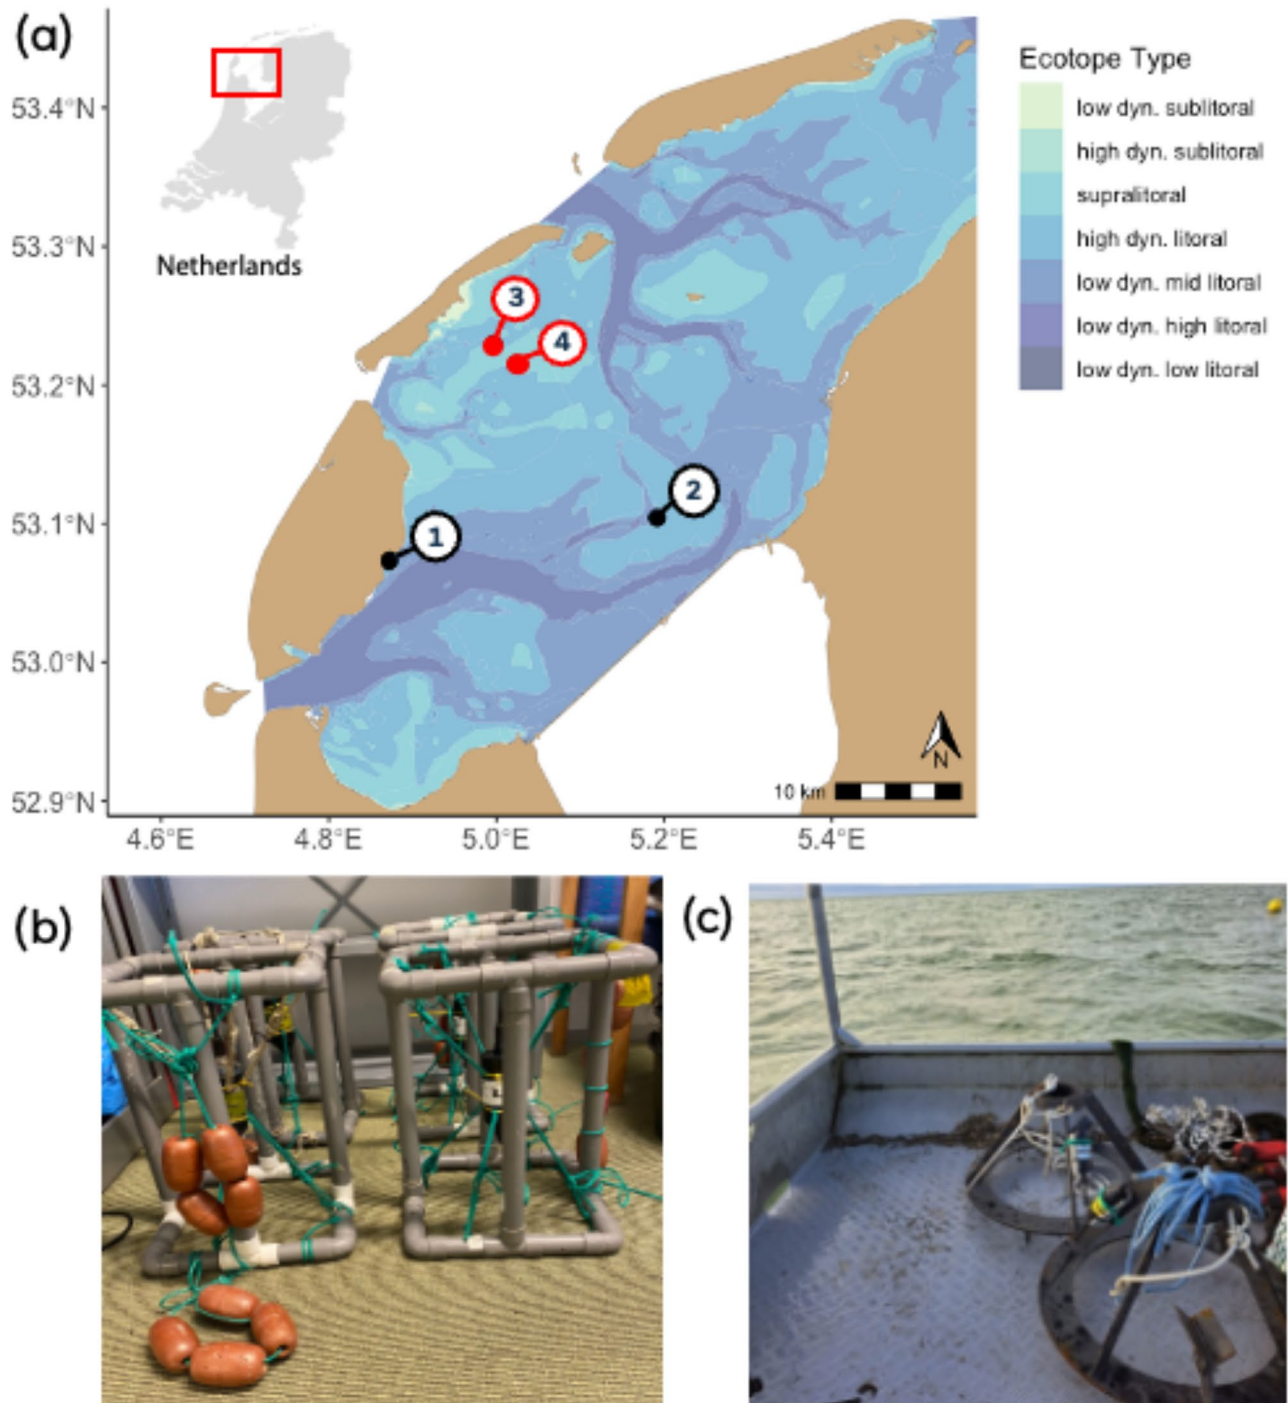 (a)
Netherlands
53.4°N
53.3°N
53.2°N
53.1°N
53.0°N
52.9°N
4.6°E
4.8°E
5.0°E
5.2°E
5.4°E
3
4
2
1
N
10 km
Ecotope Type
low dyn. sublitoral
high dyn. sublitoral
supralitoral
high dyn. litoral
low dyn. mid litoral
low dyn. high litoral
low dyn. low litoral
(b)
(c)